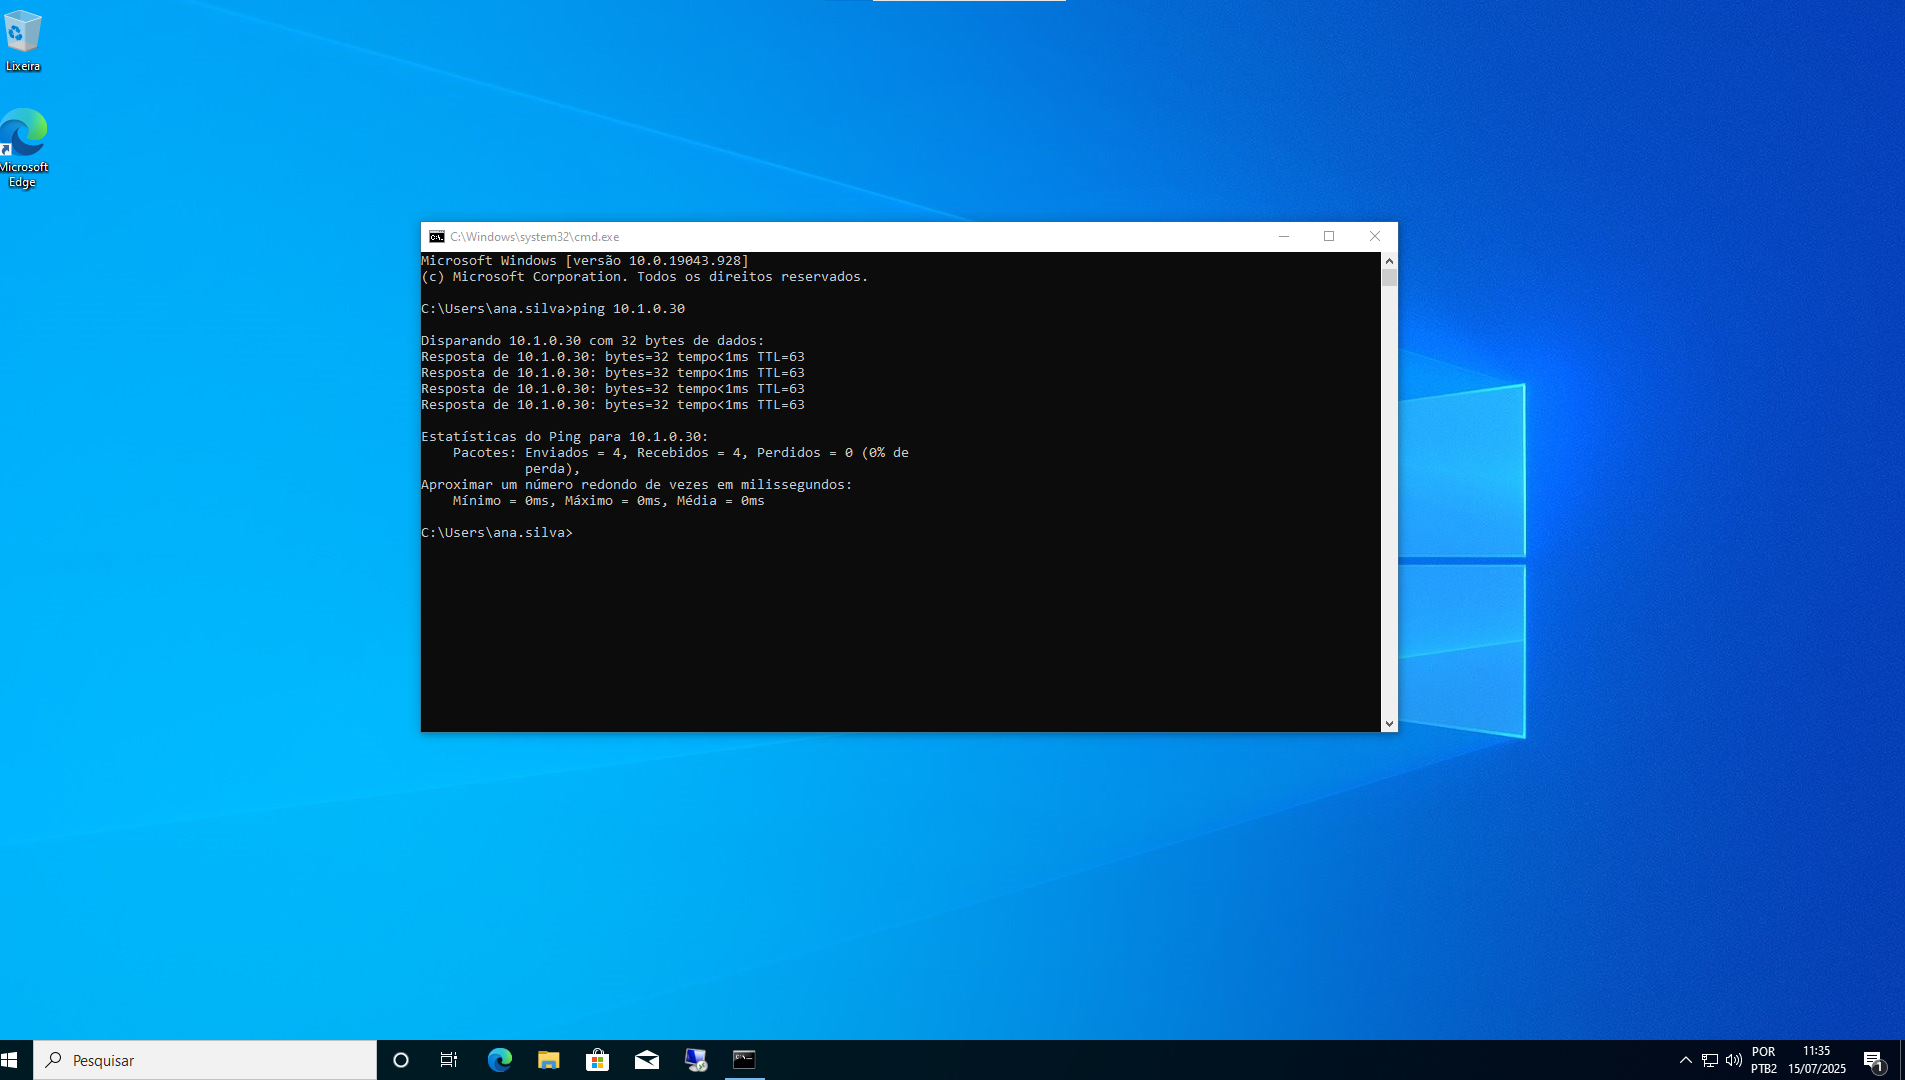 Lixeira
Microsoft
Edge
C:\Windows\system32\cmd.exe
Microsoft Windows [versão 10.0.19043.928]
(c) Microsoft Corporation. Todos os direitos reservados.
C:\Users\ana.silva>ping 10.1.0.30
Disparando 10.1.0.30 com 32 bytes de dados:
Resposta de 10.1.0.30: bytes=32 tempo<1ms TTL=63
Resposta de 10.1.0.30: bytes=32 tempo<1ms TTL=63
Resposta de 10.1.0.30: bytes=32 tempo<1ms TTL=63
Resposta de 10.1.0.30: bytes=32 tempo<1ms TTL=63
Estatísticas do Ping para 10.1.0.30:
    Pacotes: Enviados = 4, Recebidos = 4, Perdidos = 0 (0% de
             perda),
Aproximar um número redondo de vezes em milissegundos:
    Mínimo = 0ms, Máximo = 0ms, Média = 0ms
C:\Users\ana.silva>
Pesquisar
POR
PTB2
11:35
15/07/2025
1